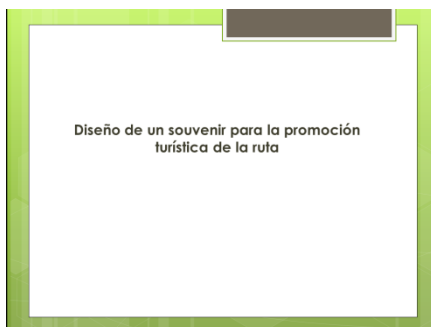 Diseño de un souvenir para la promoción
turística de la ruta